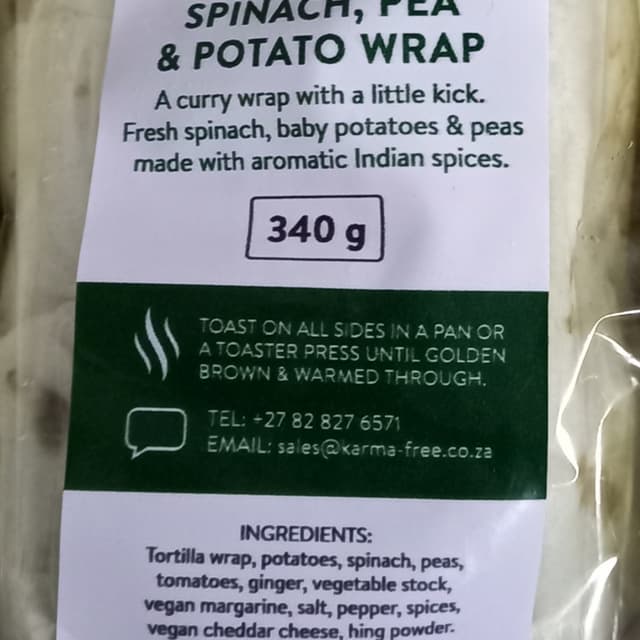 SPINACH, PEA
& POTATO WRAP
A curry wrap with a little kick.
Fresh spinach, baby potatoes & peas
made with aromatic Indian spices.
340 g
TOAST ON ALL SIDES IN A PAN OR
A TOASTER PRESS UNTIL GOLDEN
BROWN & WARMED THROUGH.
TEL: +27 82 827 6571
EMAIL: sales@karma-free.co.za
INGREDIENTS:
Tortilla wrap, potatoes, spinach, peas,
tomatoes, ginger, vegetable stock,
vegan margarine, salt, pepper, spices,
vegan cheddar cheese, hing powder.